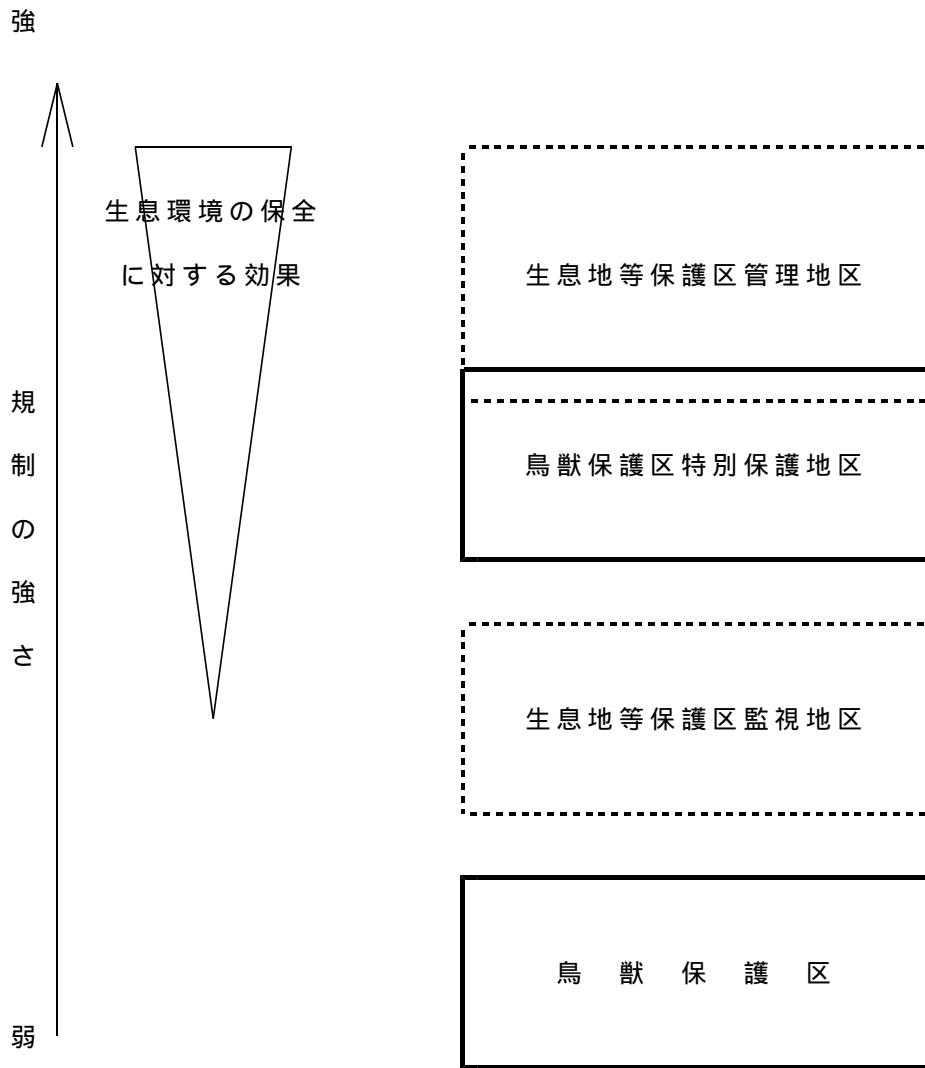 強
生息環境の保全
に対する効果
生息地等保護区管理地区
規制の強さ
鳥獣保護区特別保護地区
生息地等保護区監視地区
鳥獣保護区
弱